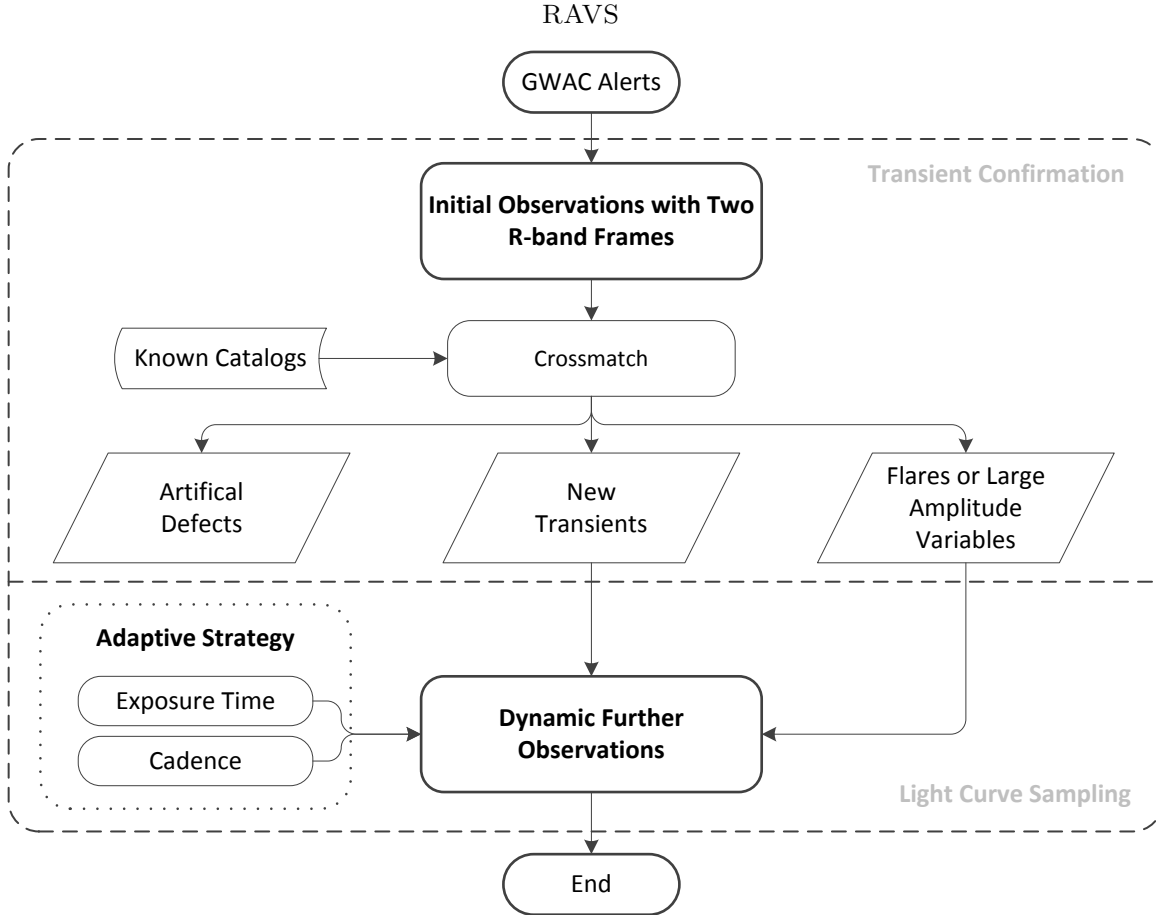 RAVS
GWAC Alerts
Transient Confirmation
Initial Observations with Two
R-band Frames
Known Catalogs
Crossmatch
Artifical
Defects
New
Transients
Flares or Large
Amplitude
Variables
Adaptive Strategy
Exposure Time
Cadence
Dynamic Further
Observations
Light Curve Sampling
End